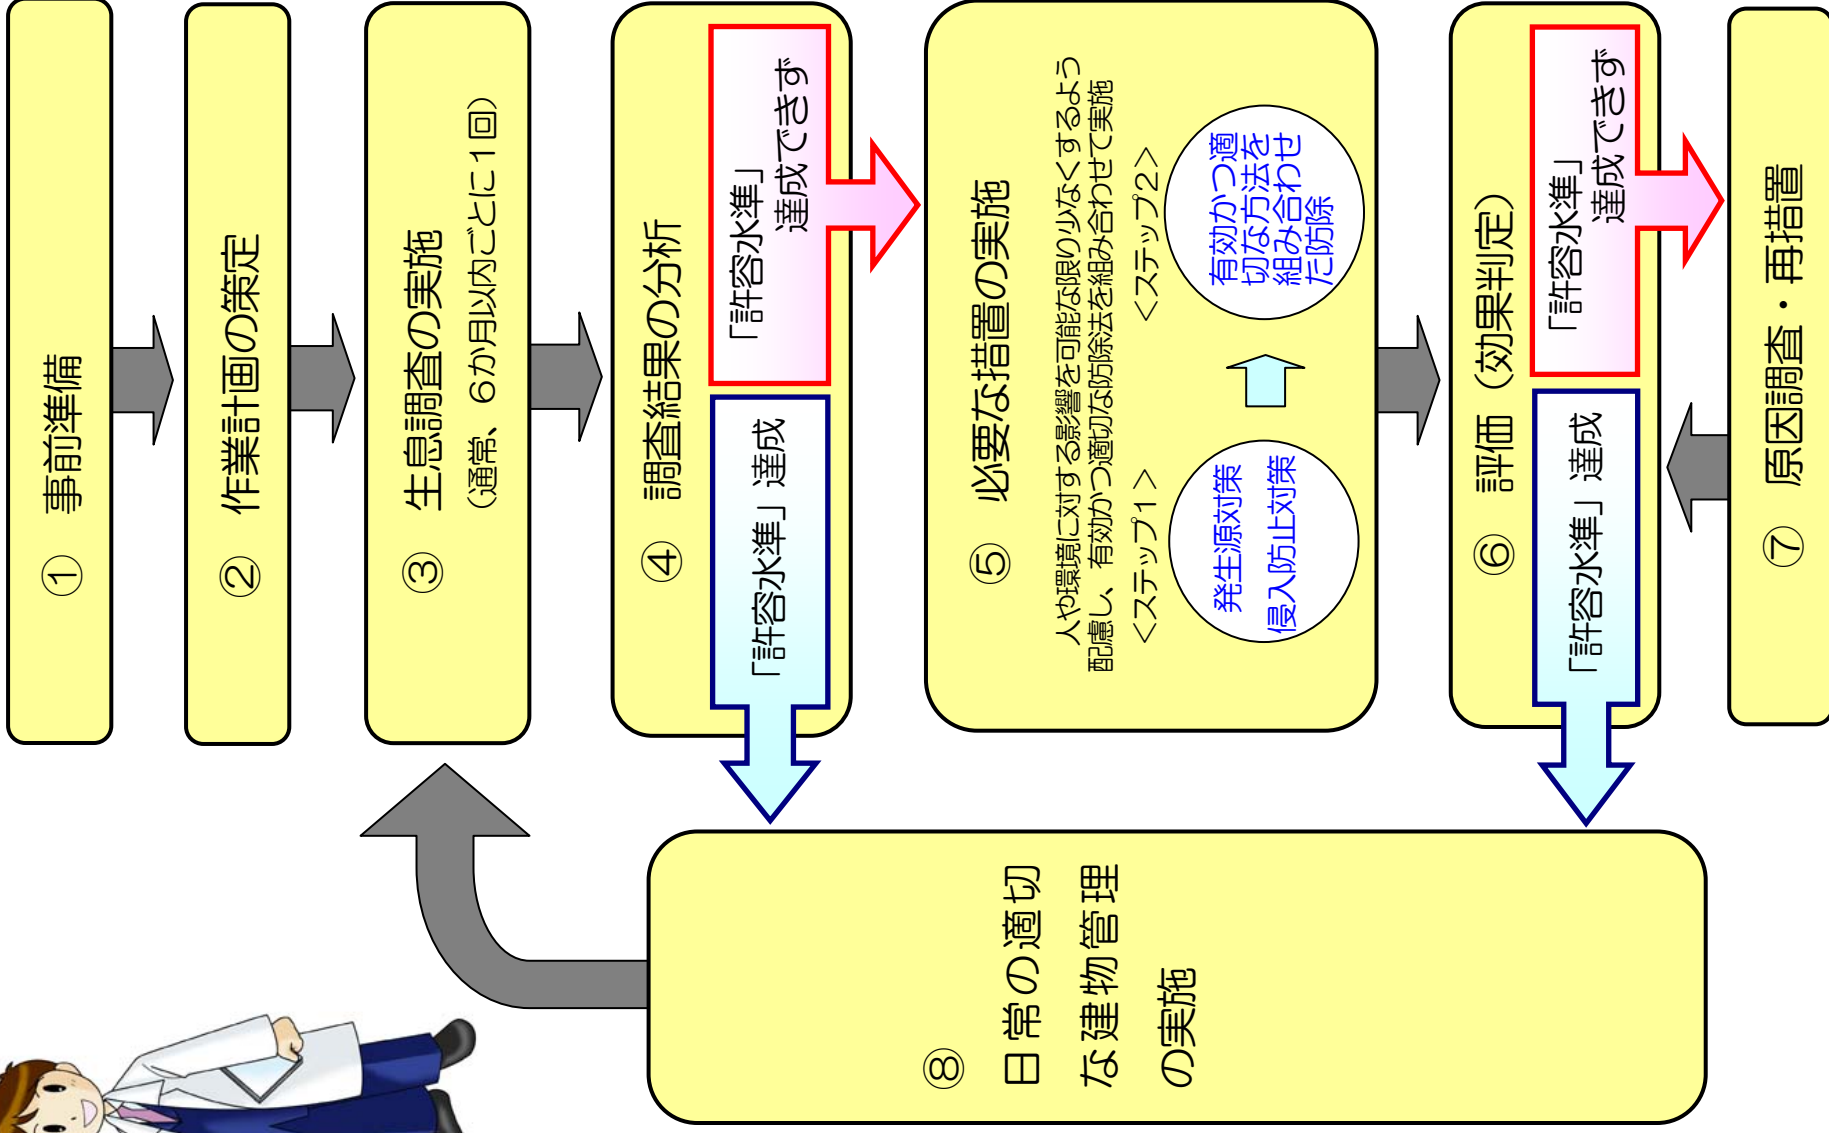 ① 事前準備
② 作業計画の策定
③ 生息調査の実施
（通常、６か月以内ごとに１回）
④ 調査結果の分析
「許容水準」達成
「許容水準」
達成できず
⑤ 必要な措置の実施
人や環境に対する影響を可能な限り少なくするよう
配慮し、有効かつ適切な防除法を組み合わせて実施
＜ステップ１＞
発生源対策
侵入防止対策
＜ステップ２＞
有効かつ適
切な方法を
組み合わせ
た防除
⑥ 評価（効果判定）
「許容水準」達成
「許容水準」
達成できず
⑦ 原因調査・再措置
⑧
日常の適切
な建物管理
の実施